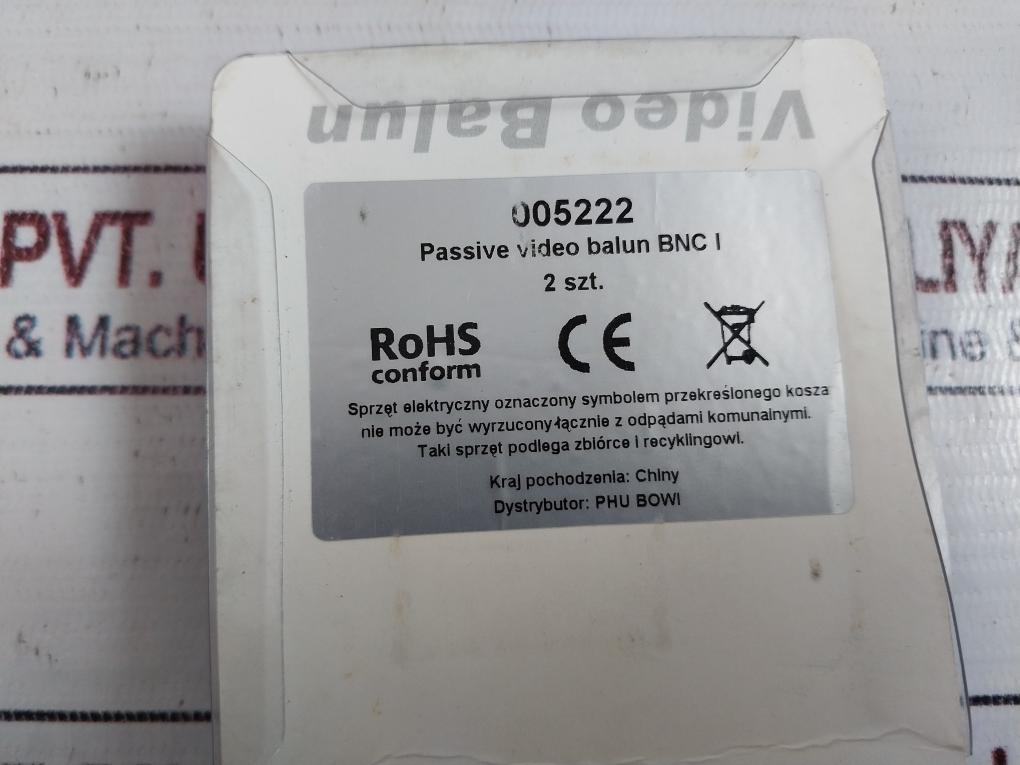 Video Balun
005222
Passive video balun BNC I
2 szt.
RoHS
conform
CE
Sprzęt elektryczny oznaczony symbolem przekreślonego kosza
nie może być wyrzucony łącznie z odpądami komunalnymi.
Taki sprzęt podlega zbiórce i recyklingowi.
Kraj pochodzenia: Chiny
Dystrybutor: PHU BOWI
PVT.
& Mach